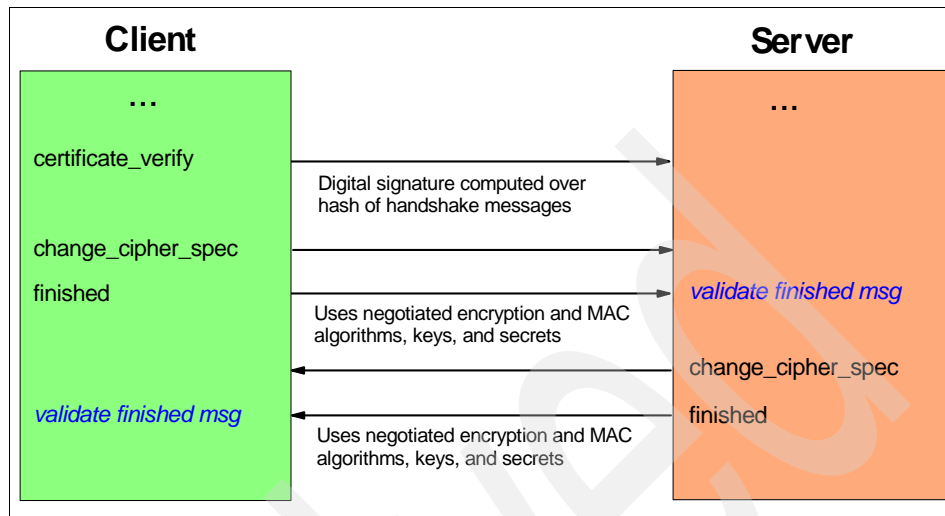 Client
Server
...
...
certificate_verify
Digital signature computed over
hash of handshake messages
change_cipher_spec
finished
validate finished msg
Uses negotiated encryption and MAC
algorithms, keys, and secrets
change_cipher_spec
validate finished msg
finished
Uses negotiated encryption and MAC
algorithms, keys, and secrets